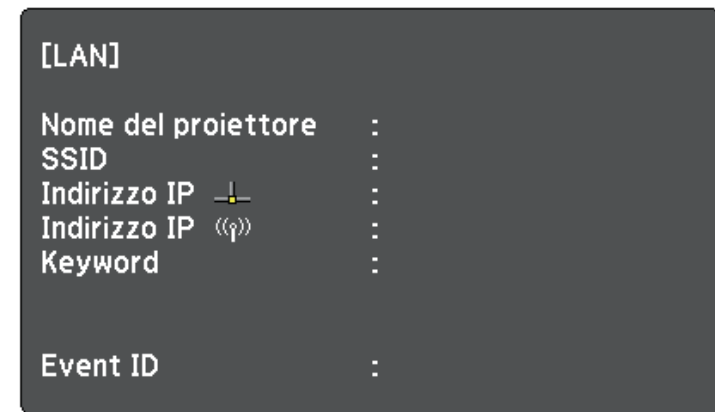 [LAN]
Nome del proiettore :
SSID :
Indirizzo IP :
Indirizzo IP :
Keyword :
Event ID :